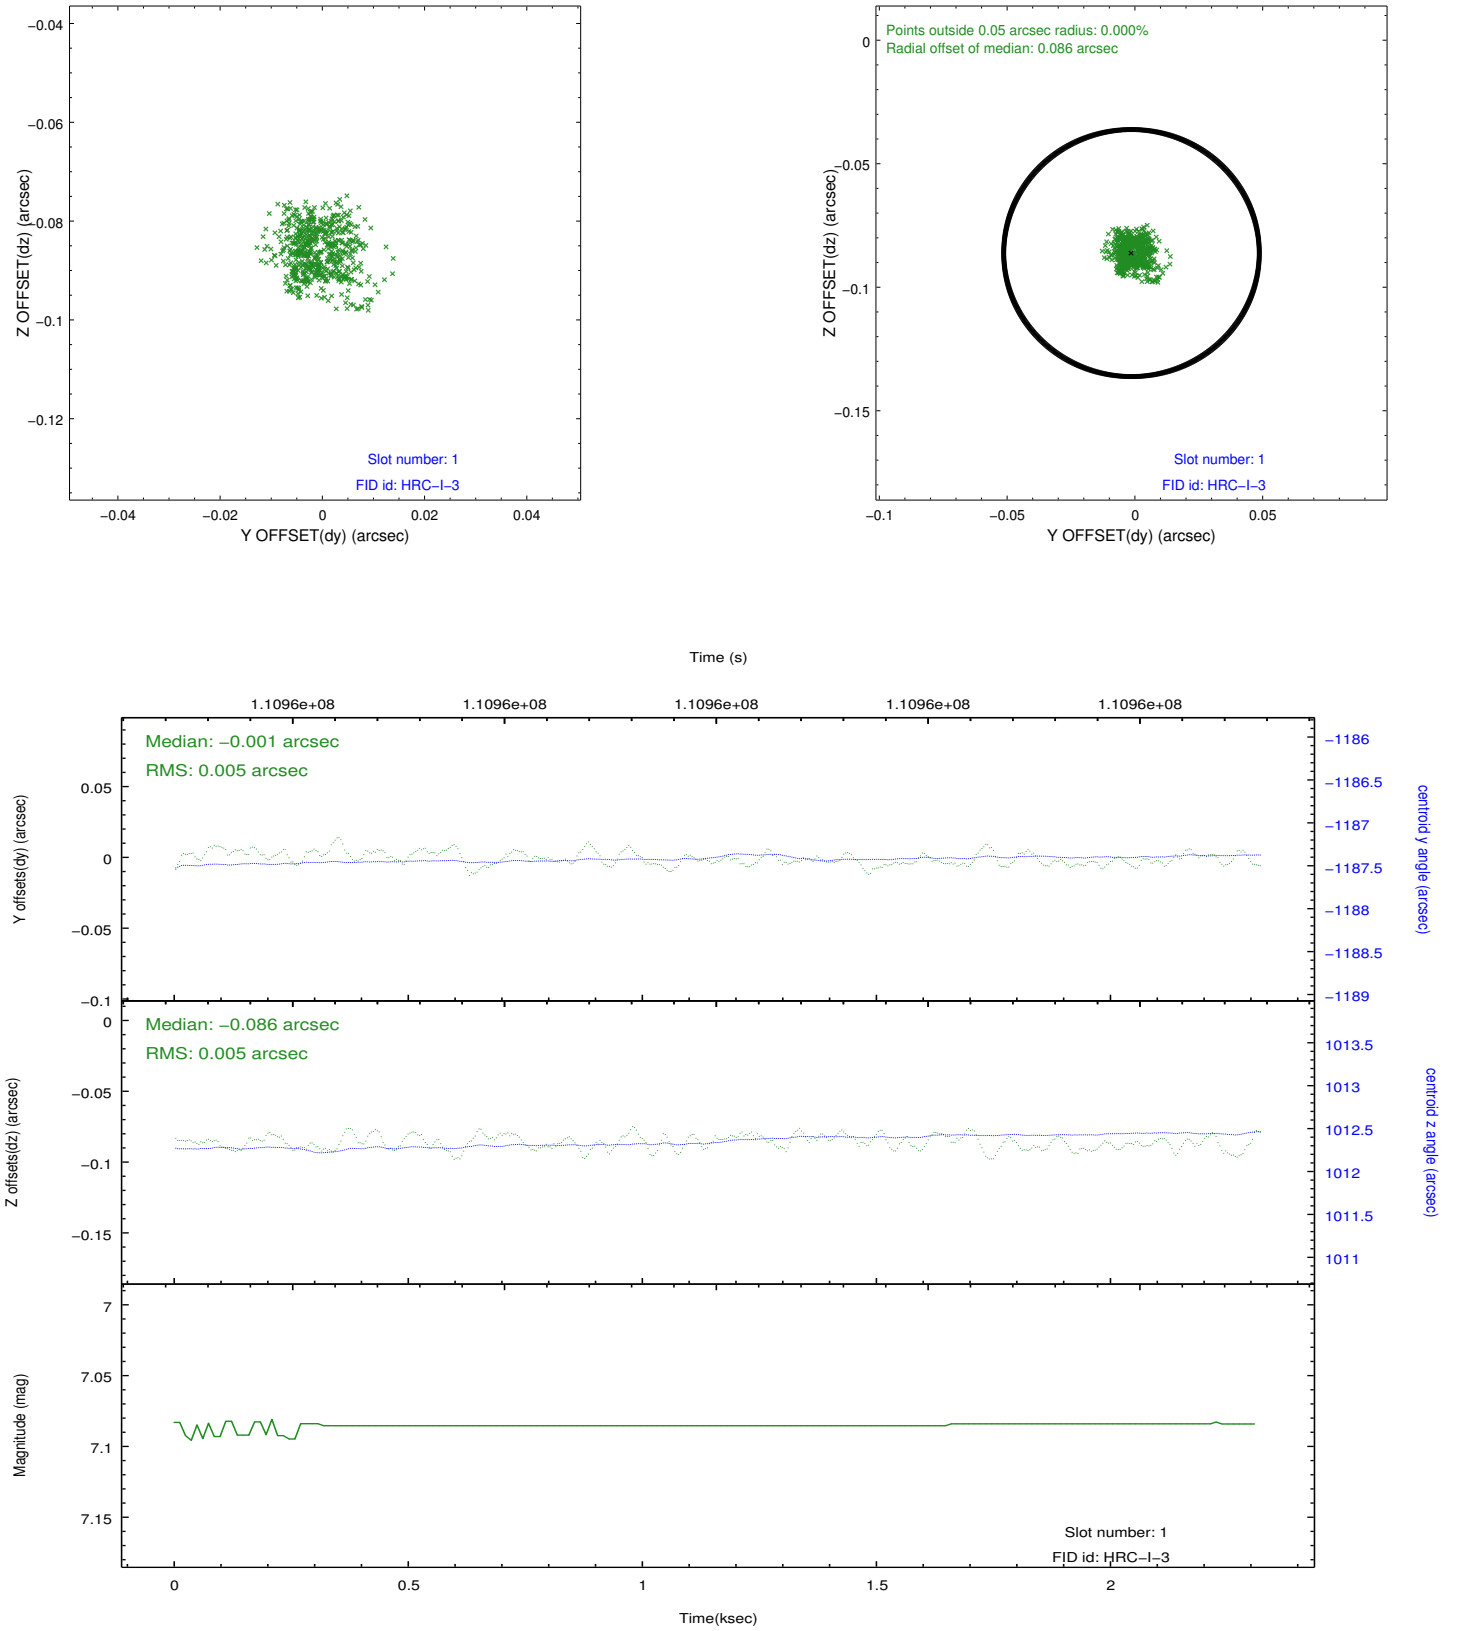 −0.04
−0.06
−0.08
−0.1
−0.12
Z OFFSET(dz) (arcsec)
Slot number: 1
FID id: HRC−I−3
−0.04 −0.02 0 0.02 0.04
Y OFFSET(dy) (arcsec)
Points outside 0.05 arcsec radius: 0.000%
Radial offset of median: 0.086 arcsec
0
−0.05
−0.1
−0.15
Z OFFSET(dz) (arcsec)
Slot number: 1
FID id: HRC−I−3
−0.1 −0.05 0 0.05
Y OFFSET(dy) (arcsec)
Time (s)
1.1096e+08 1.1096e+08 1.1096e+08 1.1096e+08 1.1096e+08
Median: −0.001 arcsec
RMS: 0.005 arcsec
0.05
0
−0.05
−0.1
Y offsets(dy) (arcsec)
−1186
−1186.5
−1187
−1187.5
−1188
−1188.5
−1189
centroid y angle (arcsec)
Median: −0.086 arcsec
RMS: 0.005 arcsec
0
−0.05
−0.1
−0.15
Z offsets(dz) (arcsec)
1013.5
1013
1012.5
1012
1011.5
1011
centroid z angle (arcsec)
7
7.05
7.1
7.15
Magnitude (mag)
Slot number: 1
FID id: HRC−I−3
0 0.5 1 1.5 2
Time(ksec)